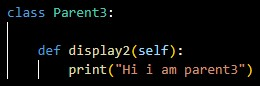 class Parent3:
def display2(self):
print("Hi i am parent3")